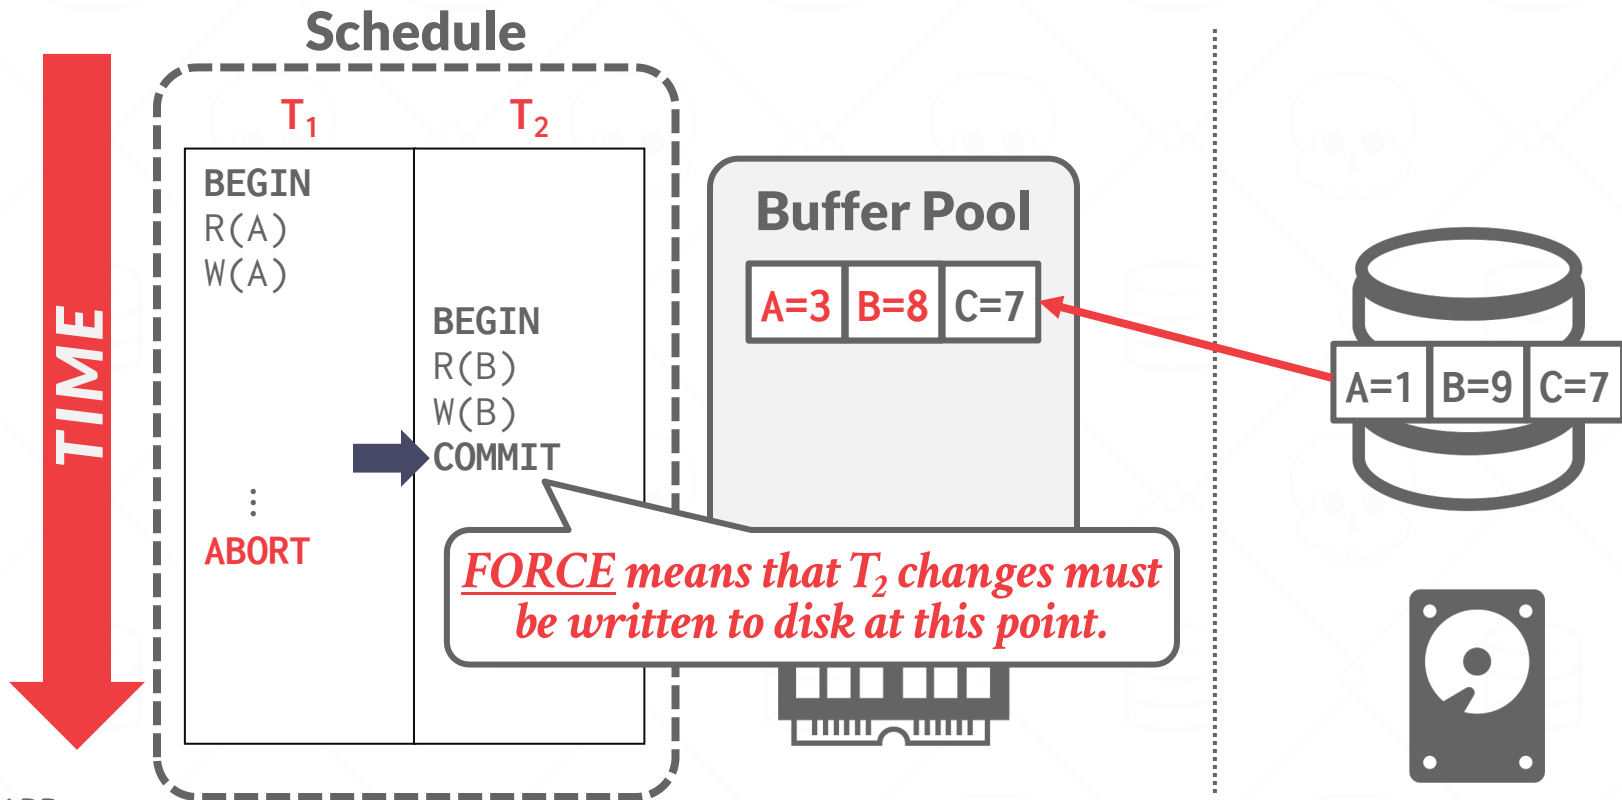 Schedule
TIME
T1
T2
BEGIN
R(A)
W(A)
⋮
ABORT
BEGIN
R(B)
W(B)
COMMIT
Buffer Pool
A=3 B=8 C=7
A=1 B=9 C=7
FORCE means that T2 changes must
be written to disk at this point.